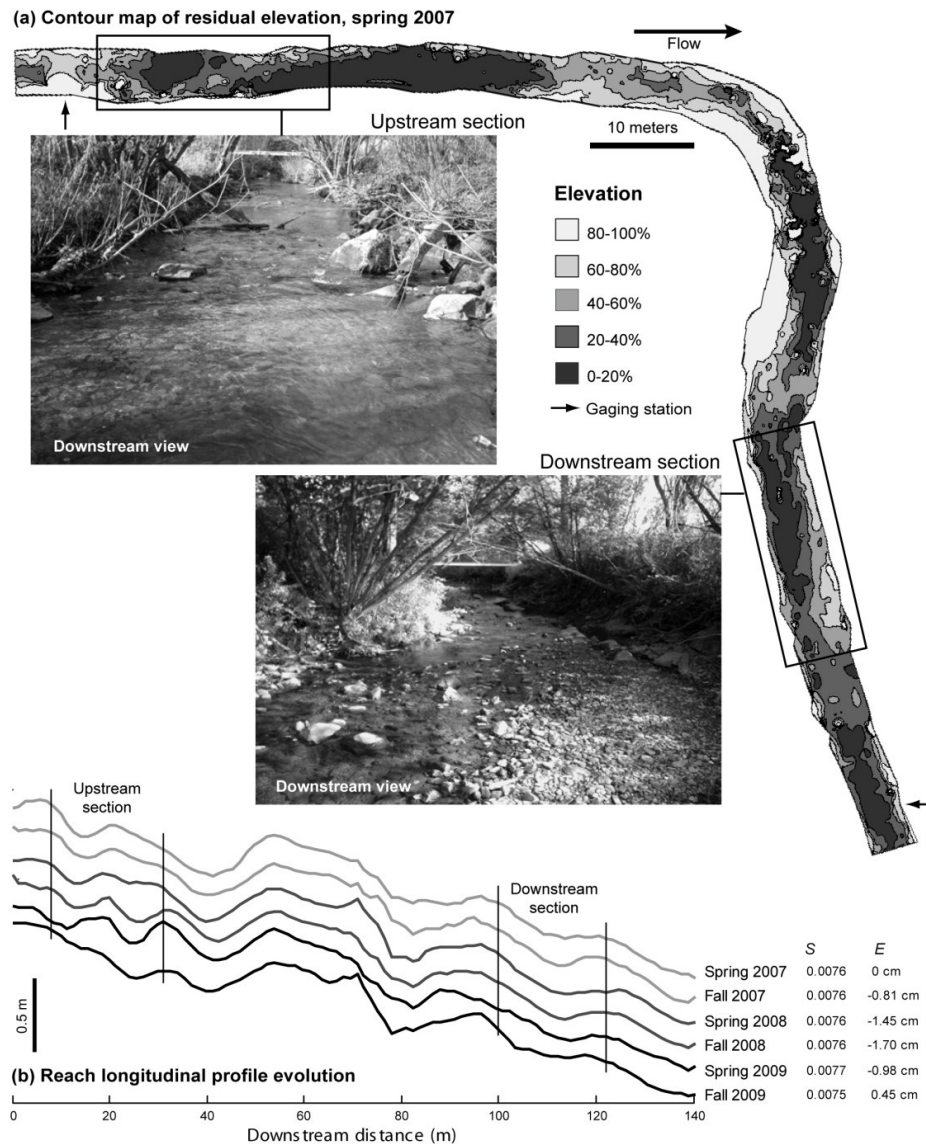 (a) Contour map of residual elevation, spring 2007
Flow
Upstream section
10 meters
Elevation
80-100%
60-80%
40-60%
20-40%
0-20%
Gaging station
Downstream view
Downstream section
Downstream view
Upstream
section
Downstream
section
S E
Spring 2007 0.0076 0 cm
Fall 2007 0.0076 -0.81 cm
Spring 2008 0.0076 -1.45 cm
Fall 2008 0.0076 -1.70 cm
Spring 2009 0.0077 -0.98 cm
Fall 2009 0.0075 0.45 cm
0.5 m
(b) Reach longitudinal profile evolution
0 20 40 60 80 100 120 140
Downstream distance (m)